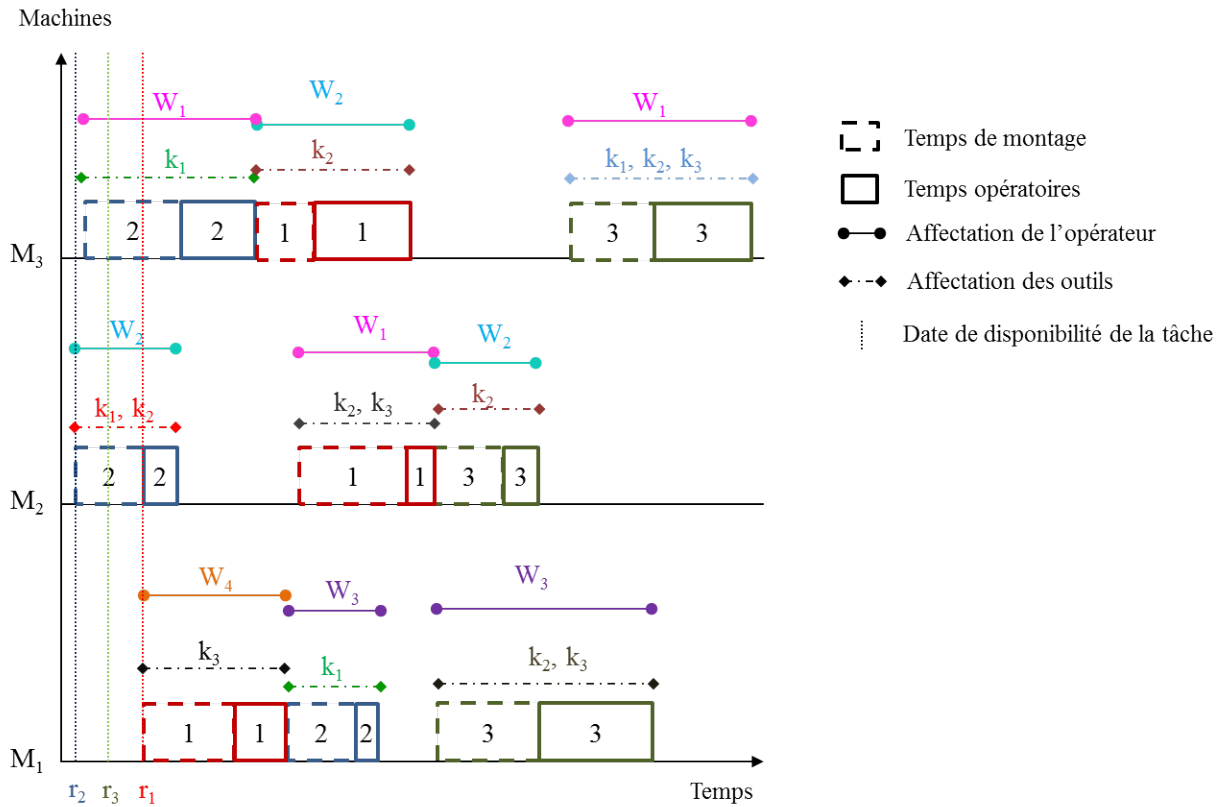 Machines
W₁ W₂ W₁
k₁ k₂ k₁, k₂, k₃
2 2 1 1 3 3
M₃
W₂ W₁ W₂
k₁, k₂ k₂, k₃ k₂
2 2 1 1 3 3
M₂
W₄ W₃ W₃
k₃ k₁ k₂, k₃
1 1 2 2 3 3
M₁
r₂ r₃ r₁ Temps
Temps de montage
Temps opératoires
Affectation de l’opérateur
Affectation des outils
Date de disponibilité de la tâche